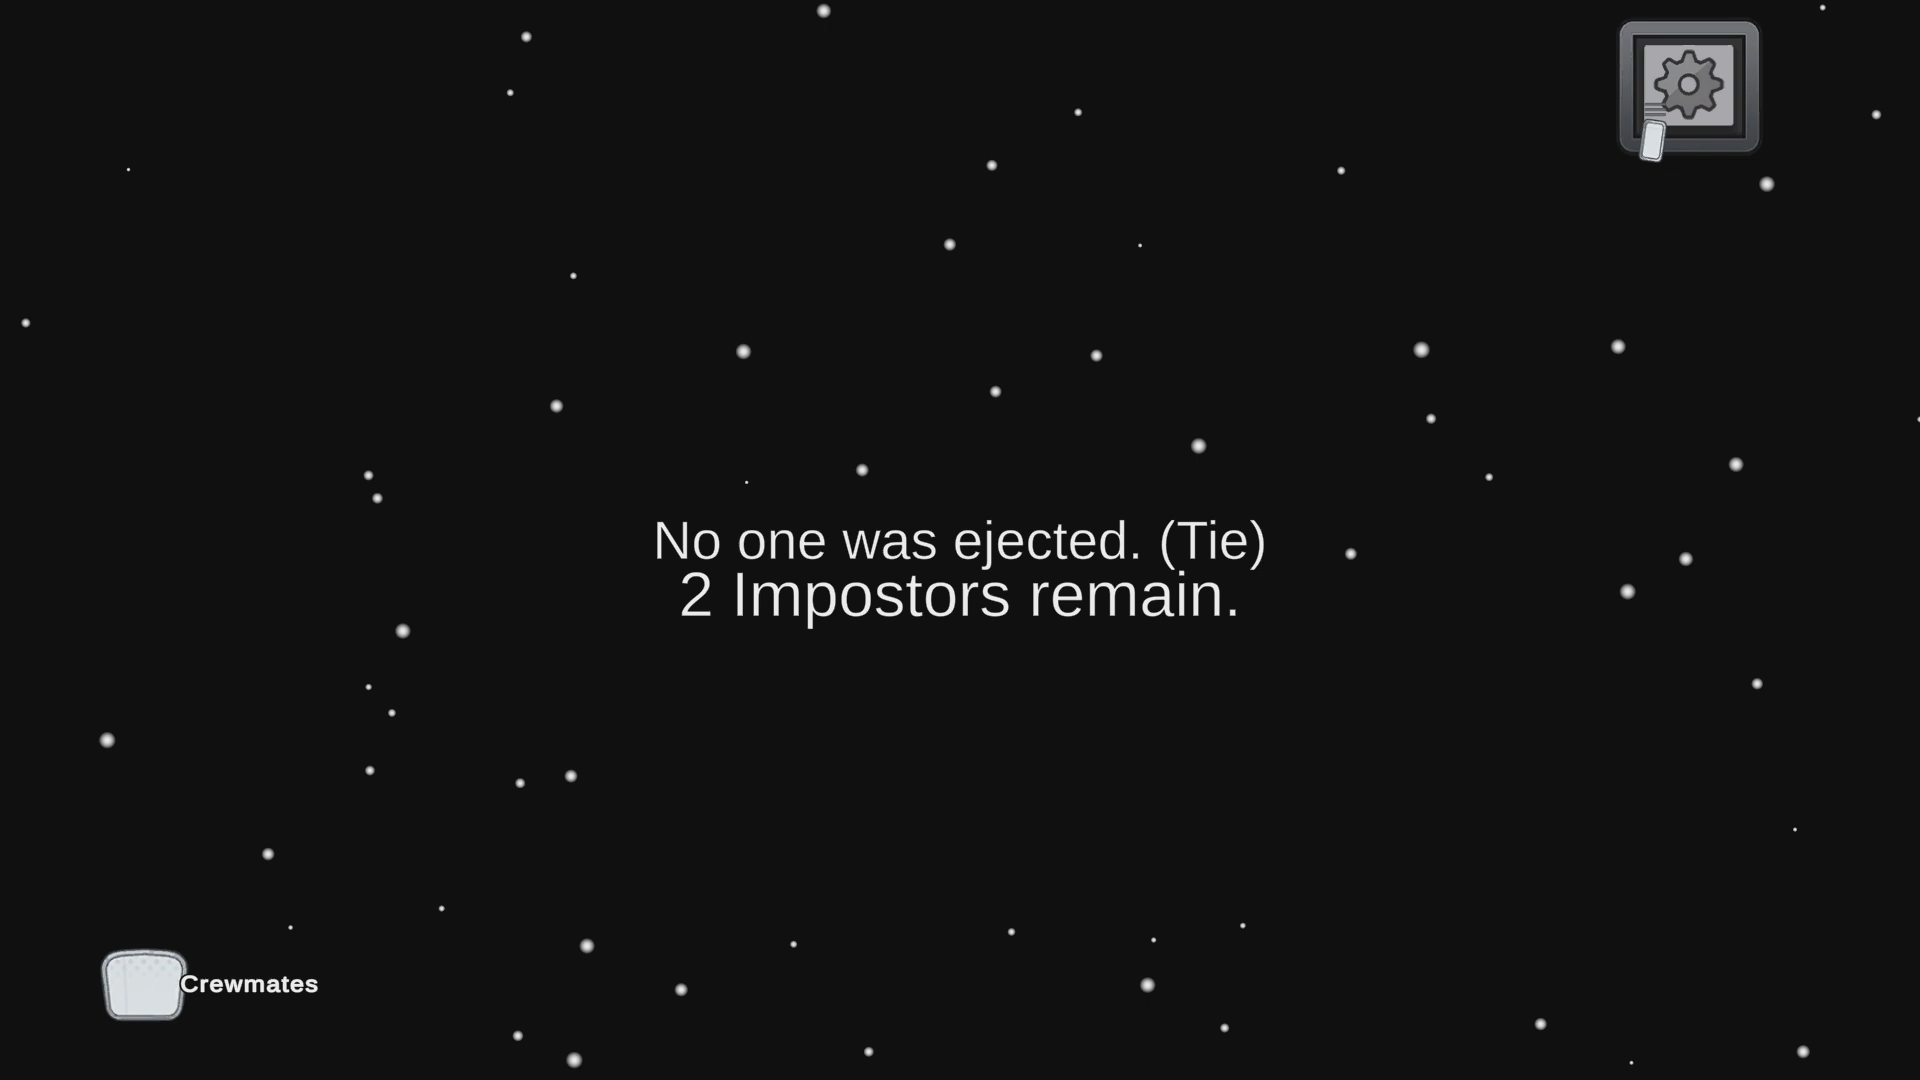 No one was ejected. (Tie)
2 Impostors remain.
Crewmates